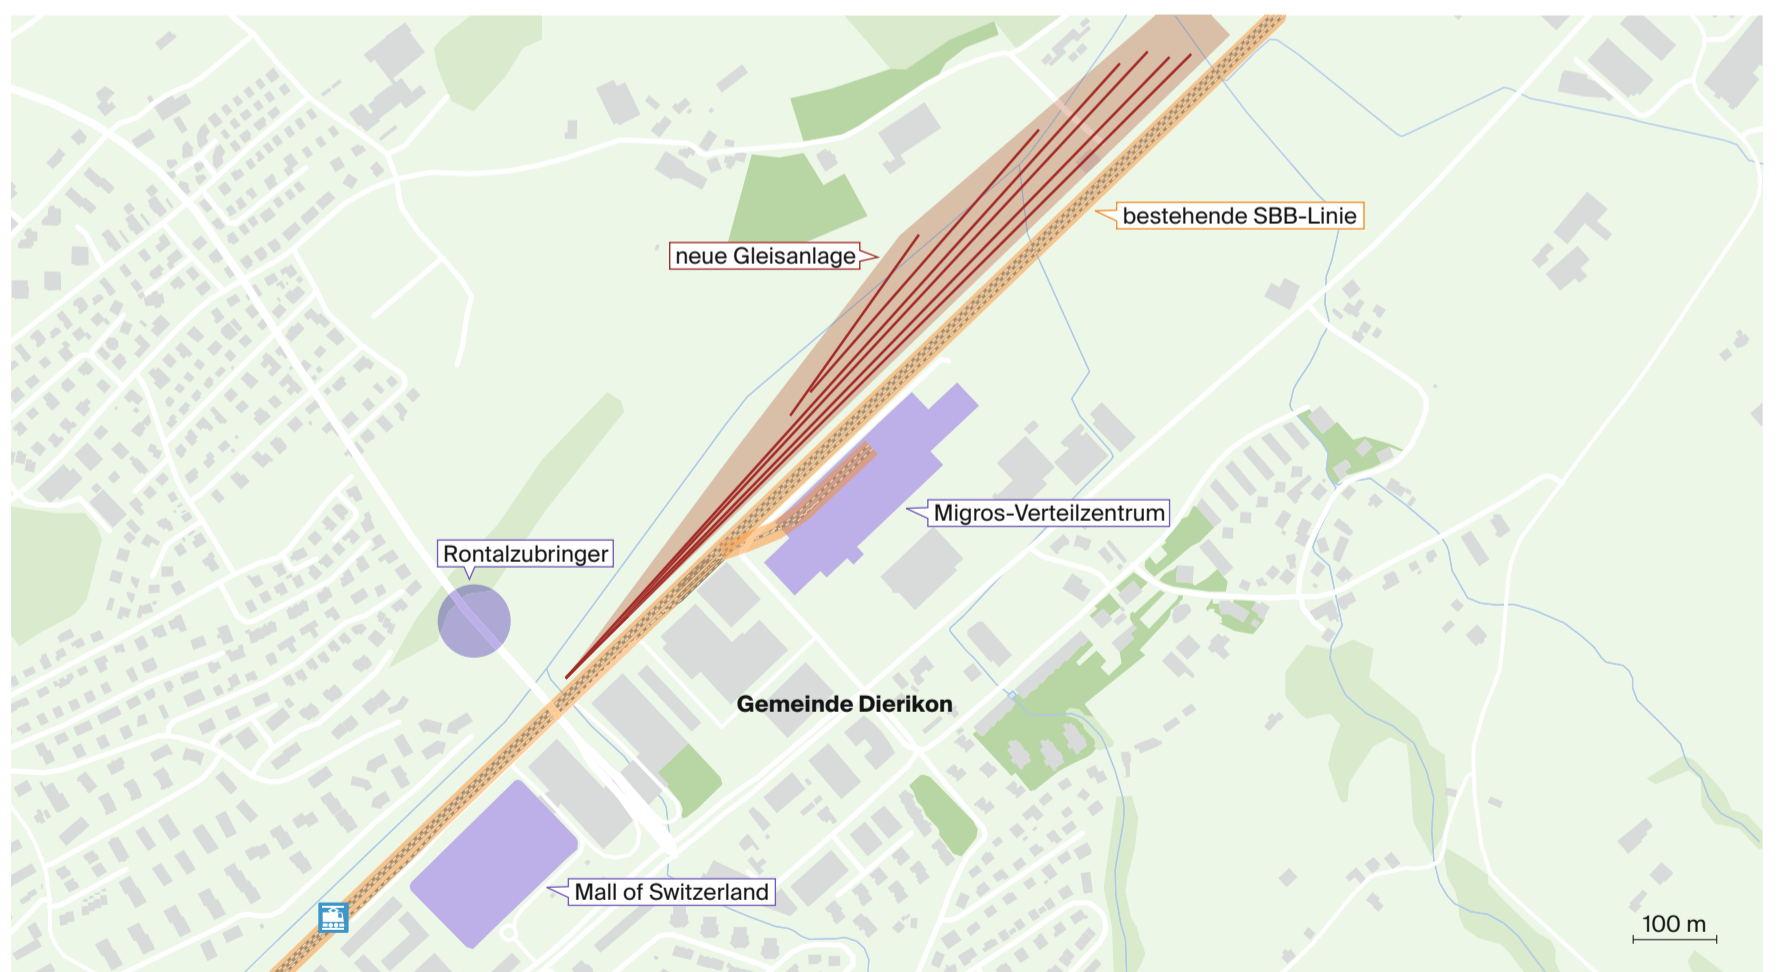 bestehende SBB-Linie
neue Gleisanlage
Migros-Verteilzentrum
Rontalzubringer
Gemeinde Dierikon
Mall of Switzerland
100 m